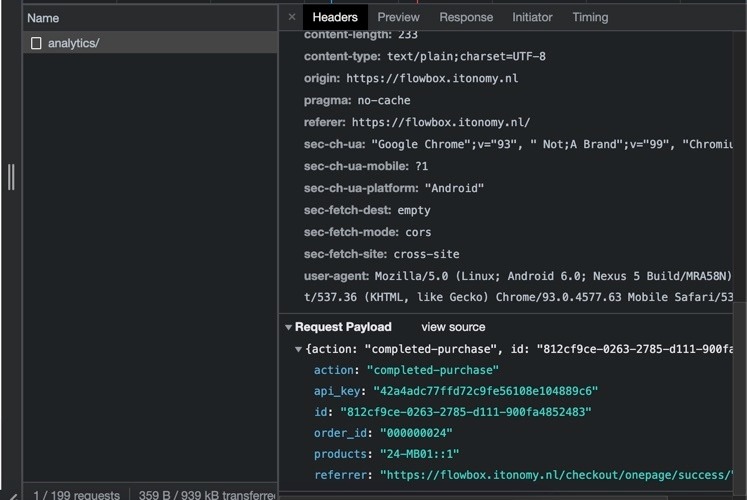 Name
analytics/
1 / 199 requests 359 B / 939 kB transferred
× Headers Preview Response Initiator Timing
content-length: 233
content-type: text/plain;charset=UTF-8
origin: https://flowbox.itonomy.nl
pragma: no-cache
referer: https://flowbox.itonomy.nl/
sec-ch-ua: "Google Chrome";v="93", " Not;A Brand";v="99", "Chromiu
sec-ch-ua-mobile: ?1
sec-ch-ua-platform: "Android"
sec-fetch-dest: empty
sec-fetch-mode: cors
sec-fetch-site: cross-site
user-agent: Mozilla/5.0 (Linux; Android 6.0; Nexus 5 Build/MRA58N)
t/537.36 (KHTML, like Gecko) Chrome/93.0.4577.63 Mobile Safari/53
Request Payload view source
{action: "completed-purchase", id: "812cf9ce-0263-2785-d111-900fa
action: "completed-purchase"
api_key: "42a4adc77ffd72c9fe56108e104889c6"
id: "812cf9ce-0263-2785-d111-900fa4852483"
order_id: "000000024"
products: "24-MB01::1"
referrer: "https://flowbox.itonomy.nl/checkout/onepage/success/"